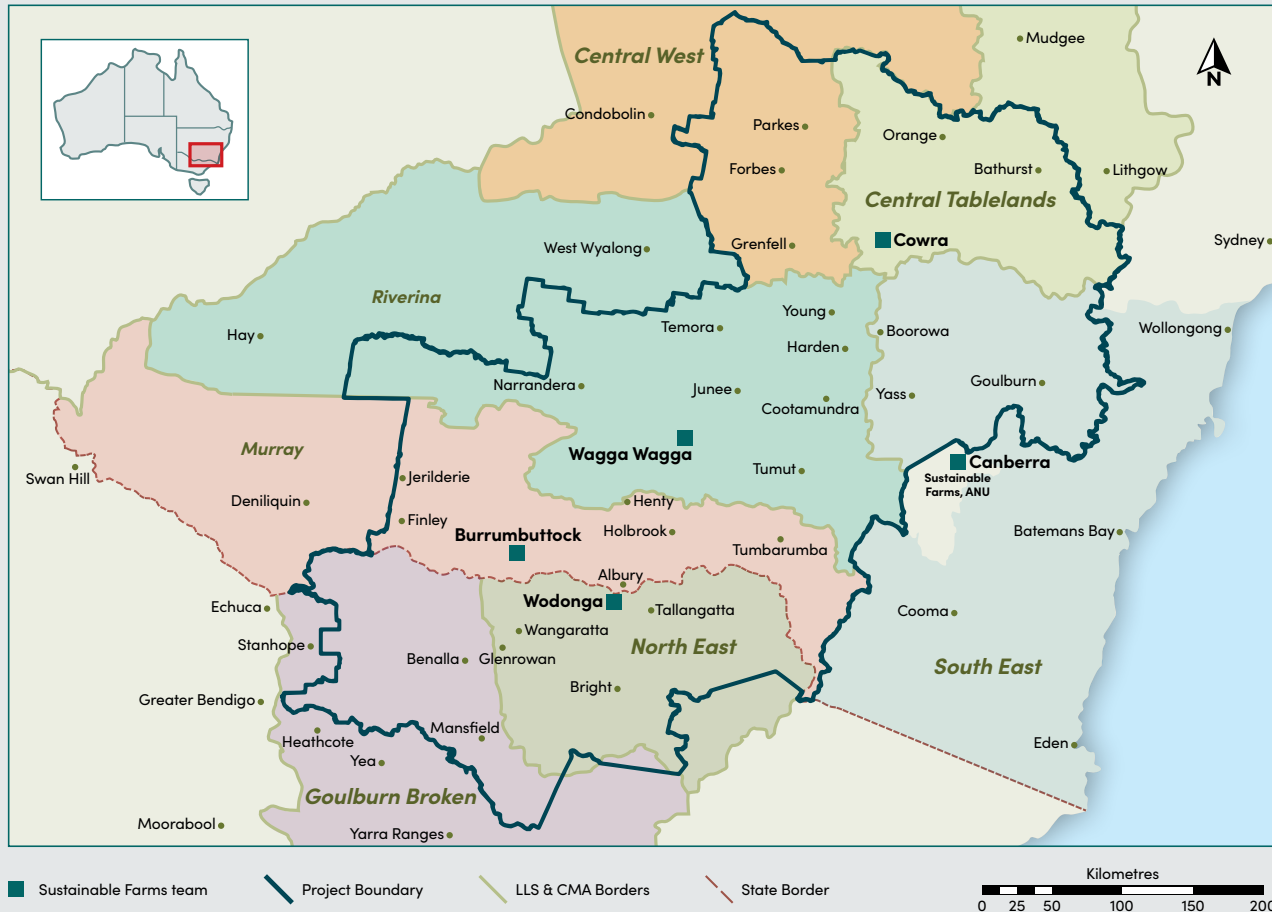 Mudgee
Central West
N
Condobolin
Parkes
Orange
Forbes
Bathurst
Lithgow
Central Tablelands
Grenfell
Cowra
Sydney
West Wyalong
Riverina
Young
Temora
Boorowa
Wollongong
Hay
Harden
Narrandera
Junee
Goulburn
Yass
Cootamundra
Murray
Wagga Wagga
Canberra
Sustainable
Farms, ANU
Swan Hill
Jerilderie
Tumut
Deniliquin
Henty
Finley
Holbrook
Batemans Bay
Burrumbuttock
Tumbarumba
Albury
Wodonga
Echuca
Tallangatta
Cooma
Wangaratta
Stanhope
North East
Benalla
Glenrowan
South East
Bright
Greater Bendigo
Mansfield
Heathcote
Eden
Yea
Goulburn Broken
Moorabool
Yarra Ranges
Sustainable Farms team
Project Boundary
LLS & CMA Borders
State Border
Kilometres
0 25 50 100 150 200